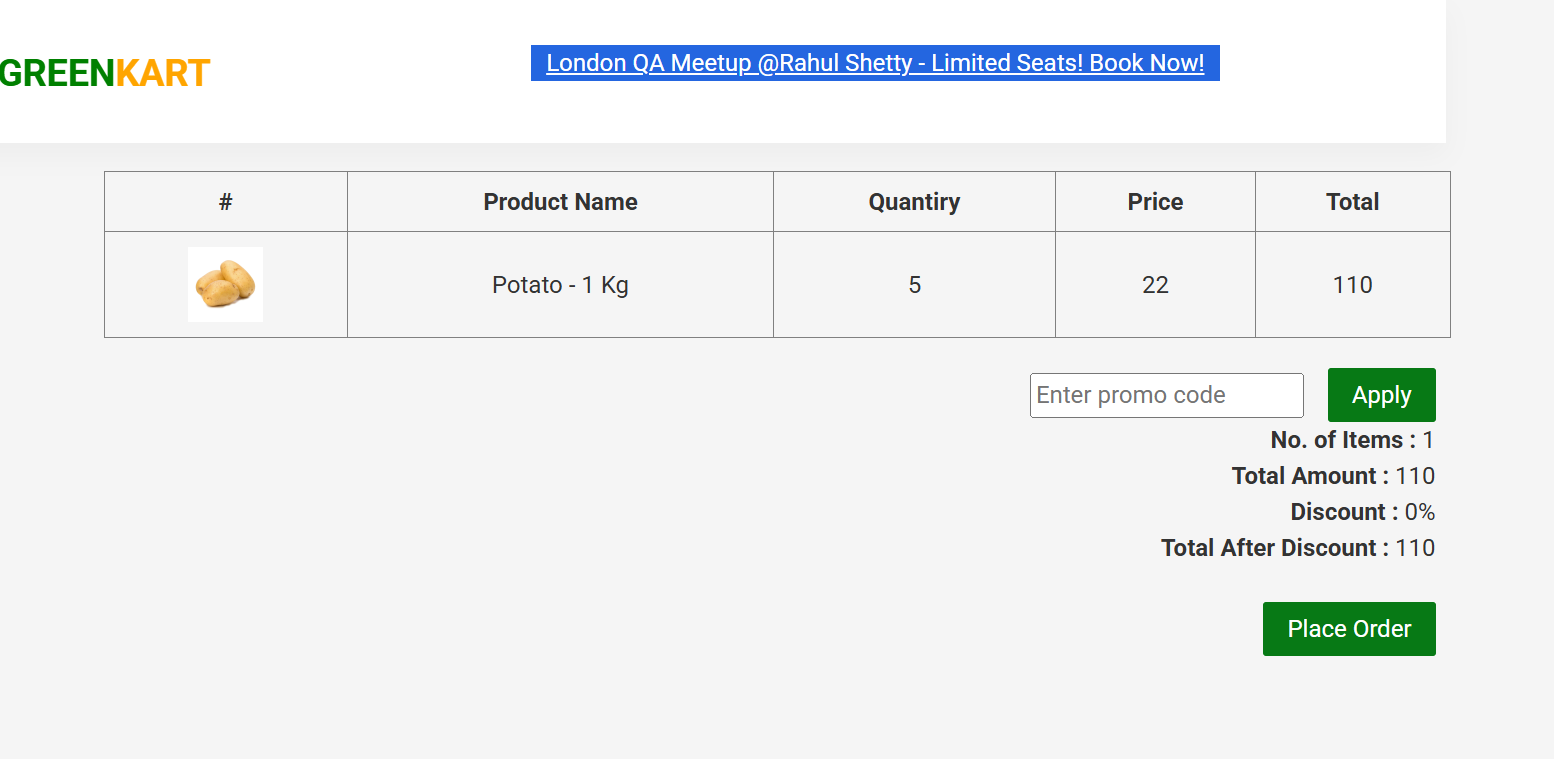 GREENKART
London QA Meetup @Rahul Shetty - Limited Seats! Book Now!
# Product Name Quantiry Price Total
Potato - 1 Kg 5 22 110
Enter promo code Apply
No. of Items : 1
Total Amount : 110
Discount : 0%
Total After Discount : 110
Place Order